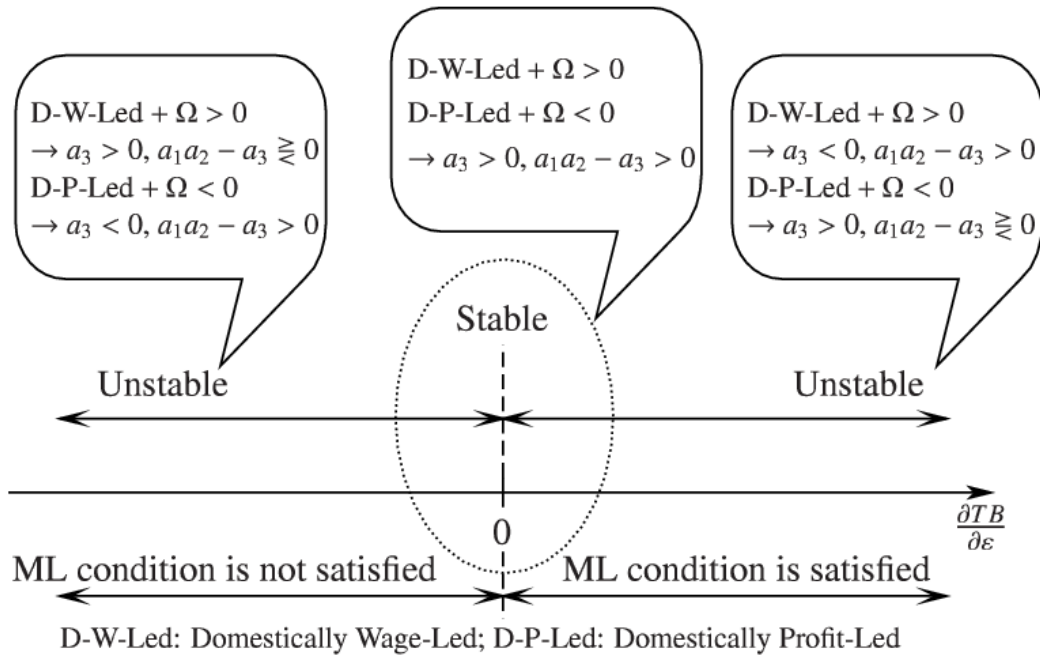 D-W-Led + Ω > 0
→ a₃ > 0, a₁a₂ − a₃ ⪌ 0
D-P-Led + Ω < 0
→ a₃ < 0, a₁a₂ − a₃ > 0
D-W-Led + Ω > 0
D-P-Led + Ω < 0
→ a₃ > 0, a₁a₂ − a₃ > 0
D-W-Led + Ω > 0
→ a₃ < 0, a₁a₂ − a₃ > 0
D-P-Led + Ω < 0
→ a₃ > 0, a₁a₂ − a₃ ⪌ 0
Stable
Unstable
Unstable
0
∂TB
∂ε
ML condition is not satisfied
ML condition is satisfied
D-W-Led: Domestically Wage-Led; D-P-Led: Domestically Profit-Led